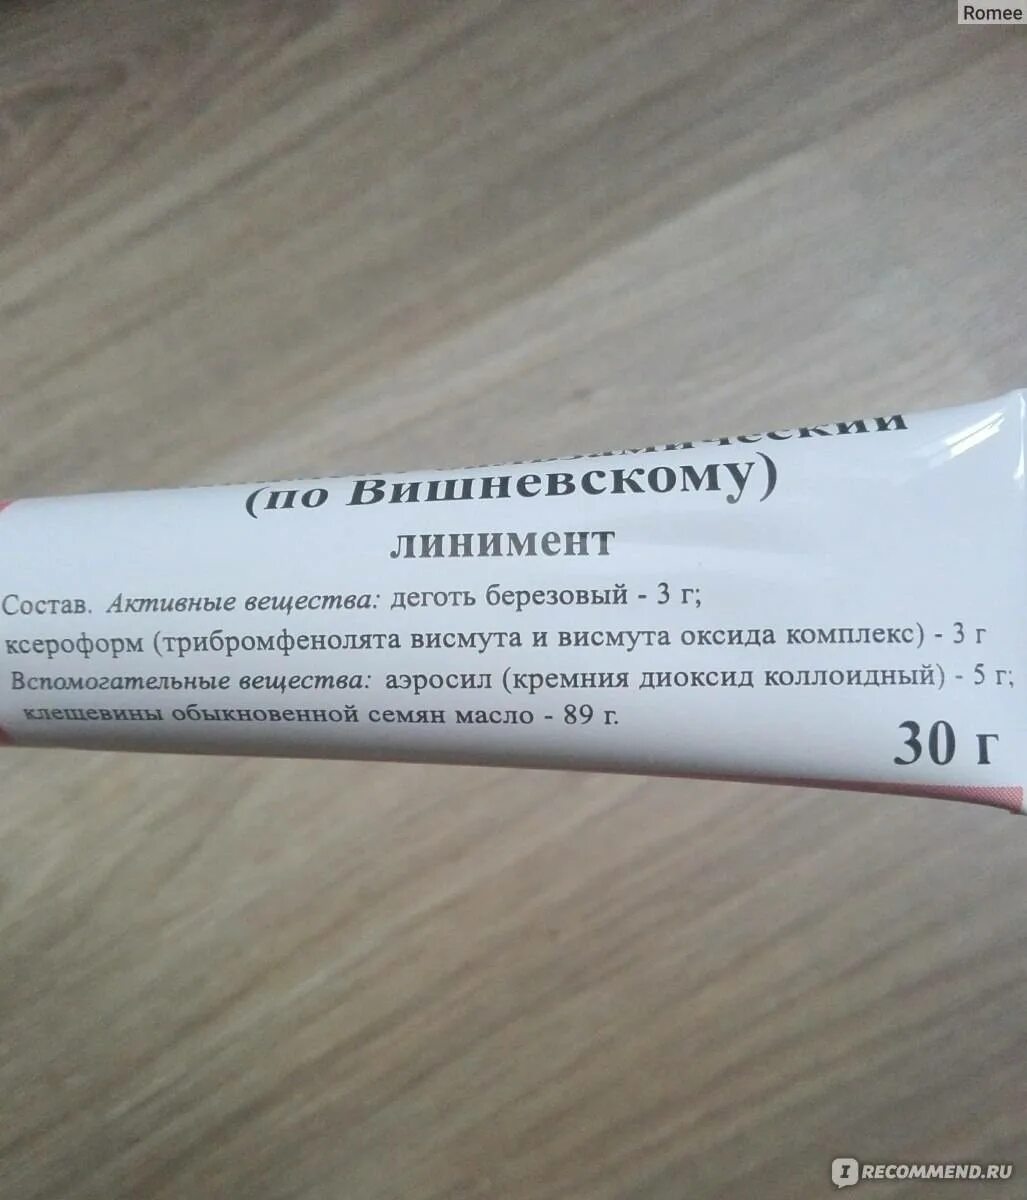 Romee
(по Вишневскому)
линимент
Состав. Активные вещества: деготь березовый - 3 г;
ксероформ (трибромфенолята висмута и висмута оксида комплекс) - 3 г
Вспомогательные вещества: аэросил (кремния диоксид коллоидный) - 5 г;
клещевины обыкновенной семян масло - 89 г.
30 г
IRECOMMEND.RU